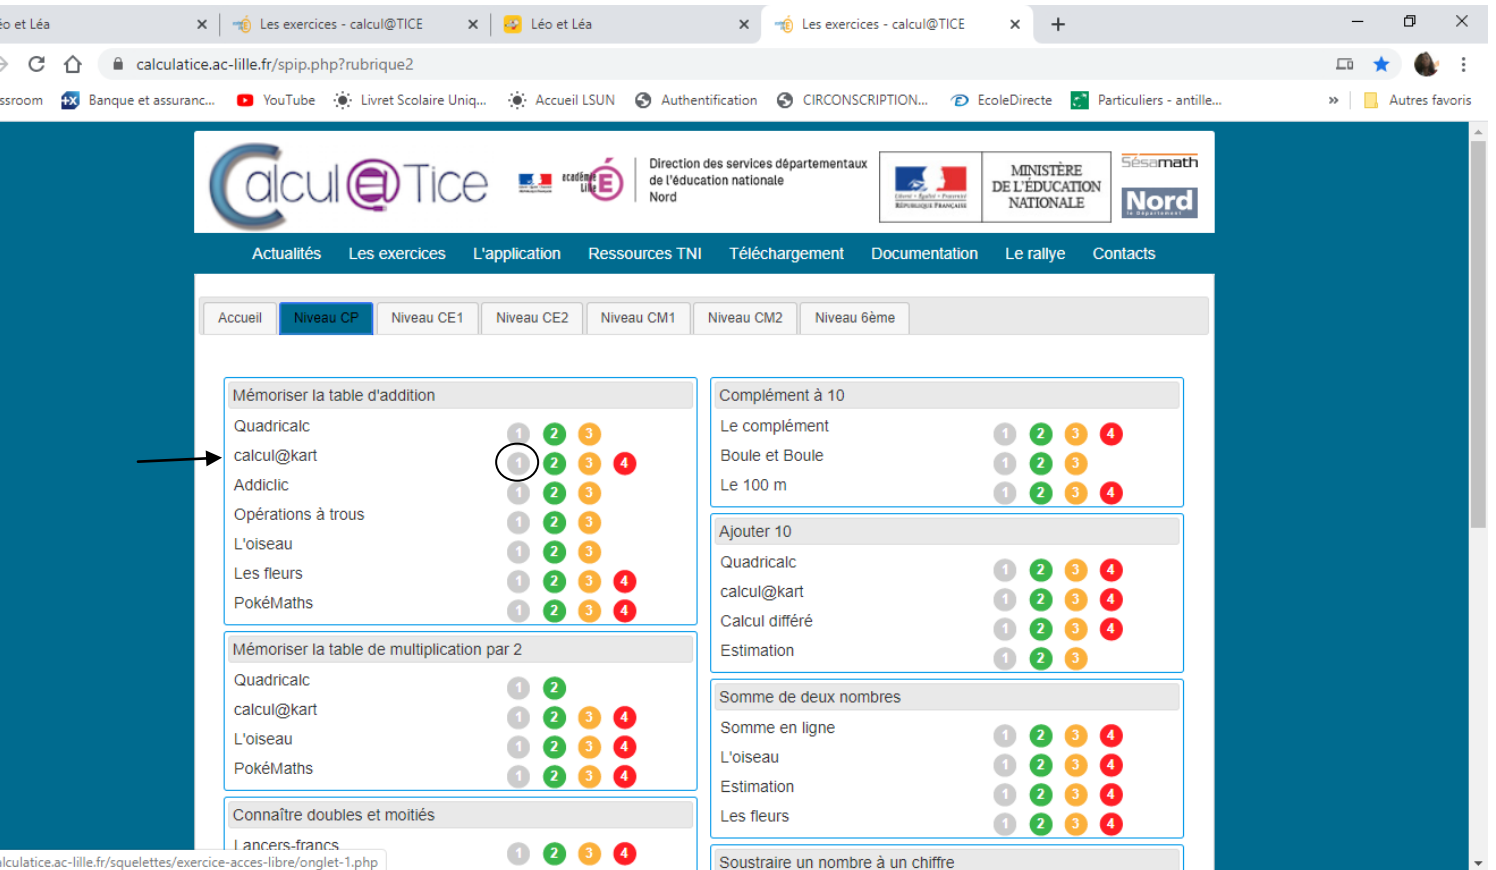 éo et Léa
Les exercices - calcul@TICE
Léo et Léa
Les exercices - calcul@TICE
calculatice.ac-lille.fr/spip.php?rubrique2
ssroom Banque et assuranc... YouTube Livret Scolaire Uniq... Accueil LSUN Authentification CIRCONSCRIPTION... EcoleDirecte Particuliers - antille... » Autres favoris
Calcul@Tice
académie
Lille
Direction des services départementaux
de l'éducation nationale
Nord
Liberté • Égalité • Fraternité
RÉPUBLIQUE FRANÇAISE
MINISTÈRE
DE L'ÉDUCATION
NATIONALE
Sésamath
Nord
le Département
Actualités Les exercices L'application Ressources TNI Téléchargement Documentation Le rallye Contacts
Accueil Niveau CP Niveau CE1 Niveau CE2 Niveau CM1 Niveau CM2 Niveau 6ème
Mémoriser la table d'addition
Quadricalc 1 2 3
calcul@kart 1 2 3 4
Addiclic 1 2 3
Opérations à trous 1 2 3
L'oiseau 1 2 3
Les fleurs 1 2 3 4
PokéMaths 1 2 3 4
Mémoriser la table de multiplication par 2
Quadricalc 1 2
calcul@kart 1 2 3 4
L'oiseau 1 2 3 4
PokéMaths 1 2 3 4
Connaître doubles et moitiés
Lancers-francs 1 2 3 4
Complément à 10
Le complément 1 2 3 4
Boule et Boule 1 2 3
Le 100 m 1 2 3 4
Ajouter 10
Quadricalc 1 2 3 4
calcul@kart 1 2 3 4
Calcul différé 1 2 3 4
Estimation 1 2 3
Somme de deux nombres
Somme en ligne 1 2 3 4
L'oiseau 1 2 3 4
Estimation 1 2 3 4
Les fleurs 1 2 3 4
Soustraire un nombre à un chiffre
alculatice.ac-lille.fr/squelettes/exercice-acces-libre/onglet-1.php